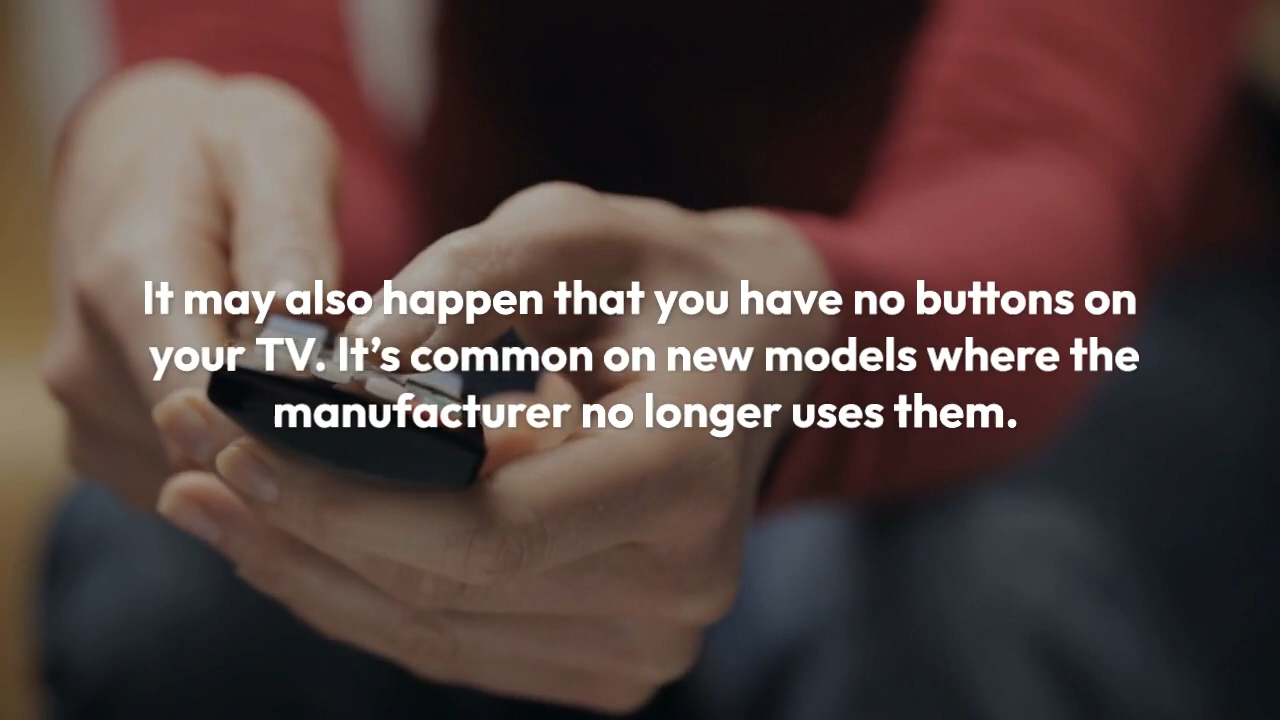 It may also happen that you have no buttons on
your TV. It’s common on new models where the
manufacturer no longer uses them.